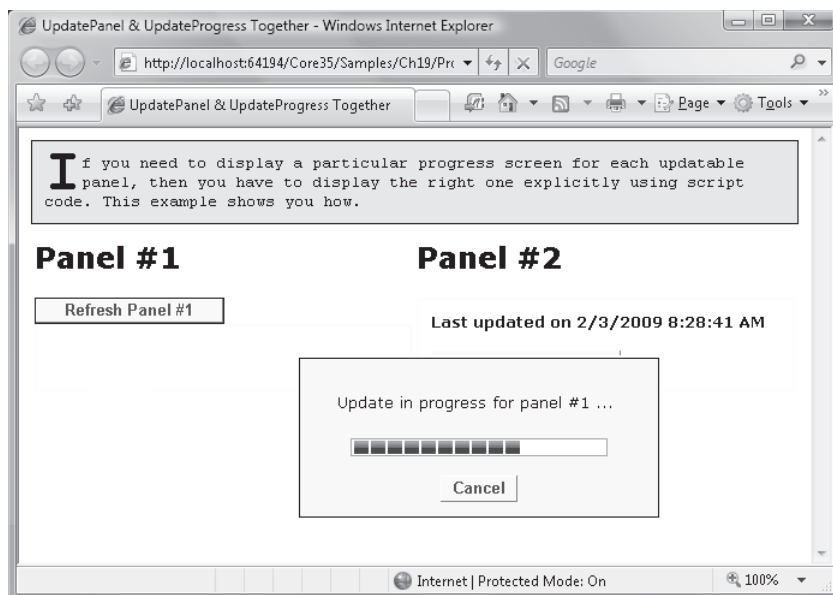 UpdatePanel & UpdateProgress Together - Windows Internet Explorer
http://localhost:64194/Core35/Samples/Ch19/Prc
Google
UpdatePanel & UpdateProgress Together
Page
Tools
If you need to display a particular progress screen for each updatable
panel, then you have to display the right one explicitly using script
code. This example shows you how.
Panel #1
Panel #2
Refresh Panel #1
Last updated on 2/3/2009 8:28:41 AM
Update in progress for panel #1 ...
Cancel
Internet | Protected Mode: On
100%